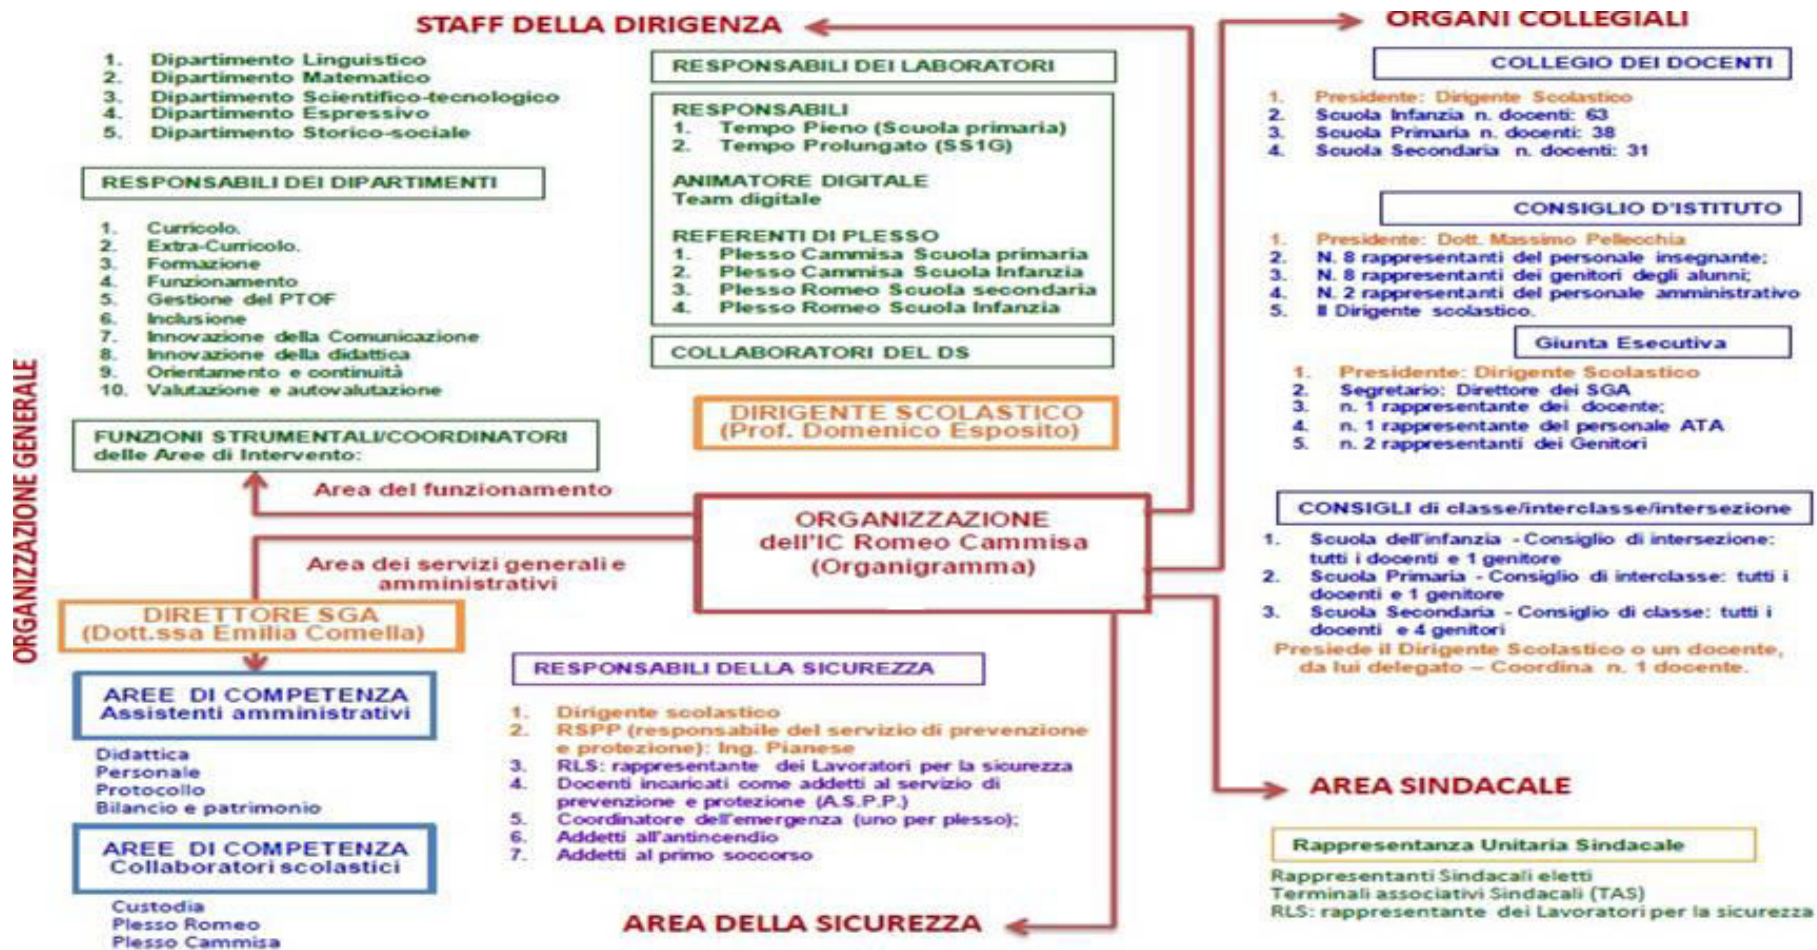 ORGANIZZAZIONE GENERALE
STAFF DELLA DIRIGENZA
1. Dipartimento Linguistico
2. Dipartimento Matematico
3. Dipartimento Scientifico-tecnologico
4. Dipartimento Espressivo
5. Dipartimento Storico-sociale
RESPONSABILI DEI DIPARTIMENTI
1. Curricolo.
2. Extra-Curricolo.
3. Formazione
4. Funzionamento
5. Gestione del PTOF
6. Inclusione
7. Innovazione della Comunicazione
8. Innovazione della didattica
9. Orientamento e continuità
10. Valutazione e autovalutazione
FUNZIONI STRUMENTALI/COORDINATORI
delle Aree di Intervento:
RESPONSABILI DEI LABORATORI
RESPONSABILI
1. Tempo Pieno (Scuola primaria)
2. Tempo Prolungato (SS1G)
ANIMATORE DIGITALE
Team digitale
REFERENTI DI PLESSO
1. Plesso Cammisa Scuola primaria
2. Plesso Cammisa Scuola Infanzia
3. Plesso Romeo Scuola secondaria
4. Plesso Romeo Scuola Infanzia
COLLABORATORI DEL DS
DIRIGENTE SCOLASTICO
(Prof. Domenico Esposito)
Area del funzionamento
ORGANIZZAZIONE
dell'IC Romeo Cammisa
(Organigramma)
Area dei servizi generali e
amministrativi
DIRETTORE SGA
(Dott.ssa Emilia Comella)
AREE DI COMPETENZA
Assistenti amministrativi
Didattica
Personale
Protocollo
Bilancio e patrimonio
AREE DI COMPETENZA
Collaboratori scolastici
Custodia
Plesso Romeo
Plesso Cammisa
RESPONSABILI DELLA SICUREZZA
1. Dirigente scolastico
2. RSPP (responsabile del servizio di prevenzione
e protezione): Ing. Pianese
3. RLS: rappresentante dei Lavoratori per la sicurezza
4. Docenti incaricati come addetti al servizio di
prevenzione e protezione (A.S.P.P.)
5. Coordinatore dell'emergenza (uno per plesso);
6. Addetti all'antincendio
7. Addetti al primo soccorso
AREA DELLA SICUREZZA
ORGANI COLLEGIALI
COLLEGIO DEI DOCENTI
1. Presidente: Dirigente Scolastico
2. Scuola Infanzia n. docenti: 63
3. Scuola Primaria n. docenti: 38
4. Scuola Secondaria n. docenti: 31
CONSIGLIO D'ISTITUTO
1. Presidente: Dott. Massimo Pellecchia
2. N. 8 rappresentanti del personale insegnante;
3. N. 8 rappresentanti dei genitori degli alunni;
4. N. 2 rappresentanti del personale amministrativo
5. Il Dirigente scolastico.
Giunta Esecutiva
1. Presidente: Dirigente Scolastico
2. Segretario: Direttore dei SGA
3. n. 1 rappresentante dei docente;
4. n. 1 rappresentante del personale ATA
5. n. 2 rappresentanti dei Genitori
CONSIGLI di classe/interclasse/intersezione
1. Scuola dell'infanzia - Consiglio di intersezione:
tutti i docenti e 1 genitore
2. Scuola Primaria - Consiglio di interclasse: tutti i
docenti e 1 genitore
3. Scuola Secondaria - Consiglio di classe: tutti i
docenti e 4 genitori
Presiede il Dirigente Scolastico o un docente,
da lui delegato – Coordina n. 1 docente.
AREA SINDACALE
Rappresentanza Unitaria Sindacale
Rappresentanti Sindacali eletti
Terminali associativi Sindacali (TAS)
RLS: rappresentante dei Lavoratori per la sicurezza